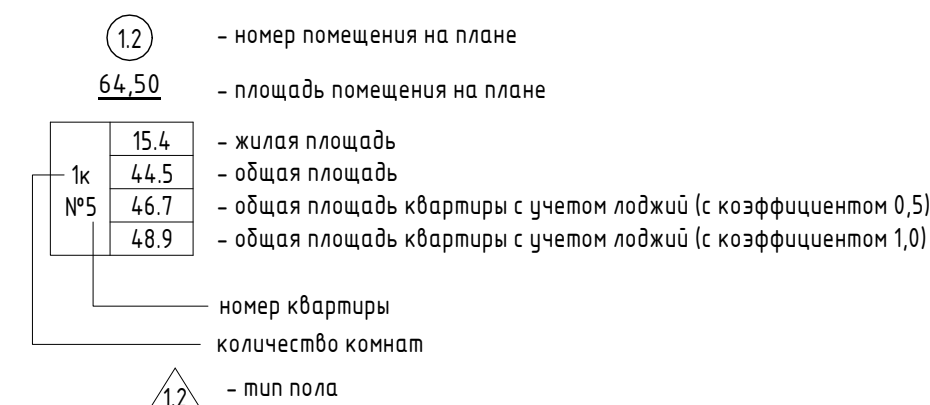 1.2 - номер помещения на плане
64,50 - площадь помещения на плане
15.4 - жилая площадь
1к 44.5 - общая площадь
№5 46.7 - общая площадь квартиры с учетом лоджий (с коэффициентом 0,5)
48.9 - общая площадь квартиры с учетом лоджий (с коэффициентом 1,0)
номер квартиры
количество комнат
1.2 - тип пола